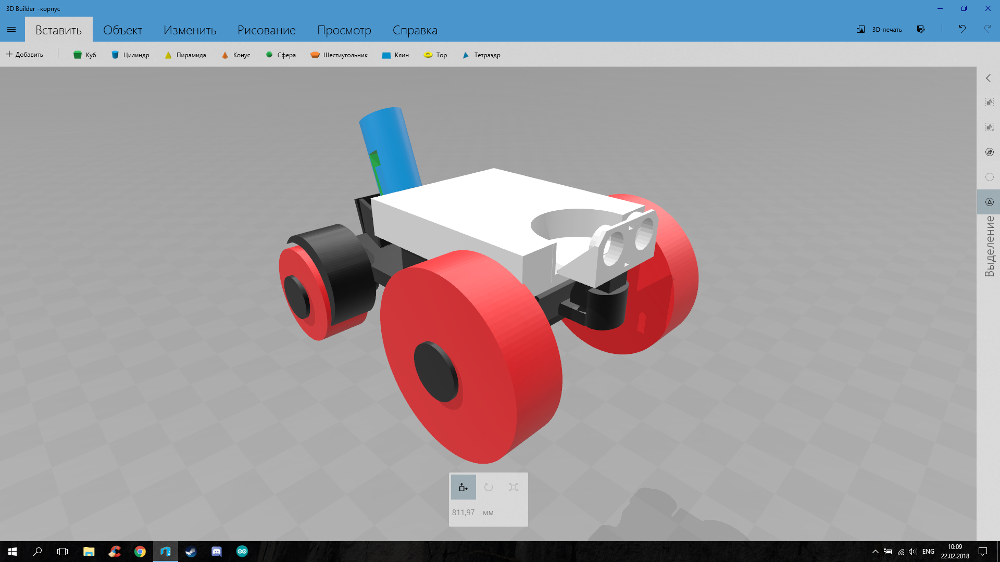 3D Builder -корпус
Вставить Объект Изменить Рисование Просмотр Справка 3D-печать
Добавить Куб Цилиндр Пирамида Конус Сфера Шестиугольник Клин Тор Тетраэдр
Выделение
811,97 мм
ENG 10:09
22.02.2018